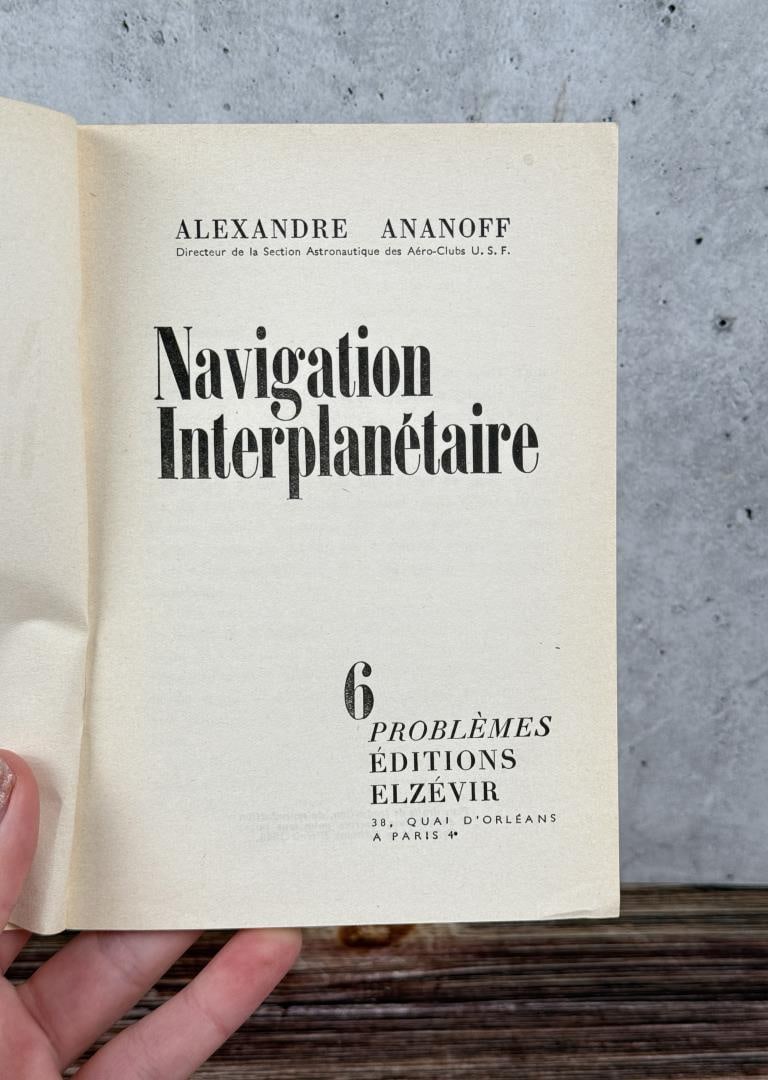 ALEXANDRE ANANOFF
Directeur de la Section Astronautique des Aéro-Clubs U. S. F.
Navigation
Interplanétaire
6
PROBLÈMES
ÉDITIONS
ELZÉVIR
38, QUAI D'ORLÉANS
A PARIS 4e